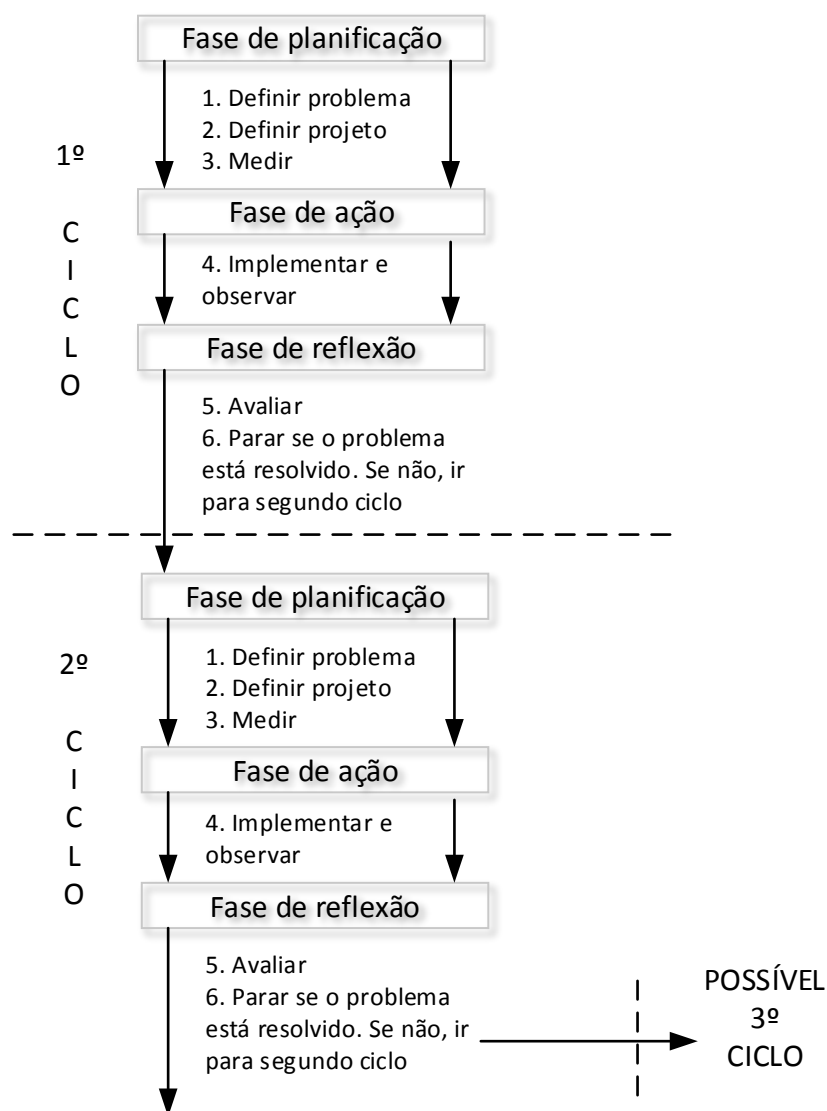 Fase de planificação
1. Definir problema
2. Definir projeto
3. Medir
1º
C
I
C
L
O
Fase de ação
4. Implementar e
observar
Fase de reflexão
5. Avaliar
6. Parar se o problema
está resolvido. Se não, ir
para segundo ciclo
Fase de planificação
1. Definir problema
2. Definir projeto
3. Medir
2º
C
I
C
L
O
Fase de ação
4. Implementar e
observar
Fase de reflexão
5. Avaliar
6. Parar se o problema
está resolvido. Se não, ir
para segundo ciclo
POSSÍVEL
3º
CICLO